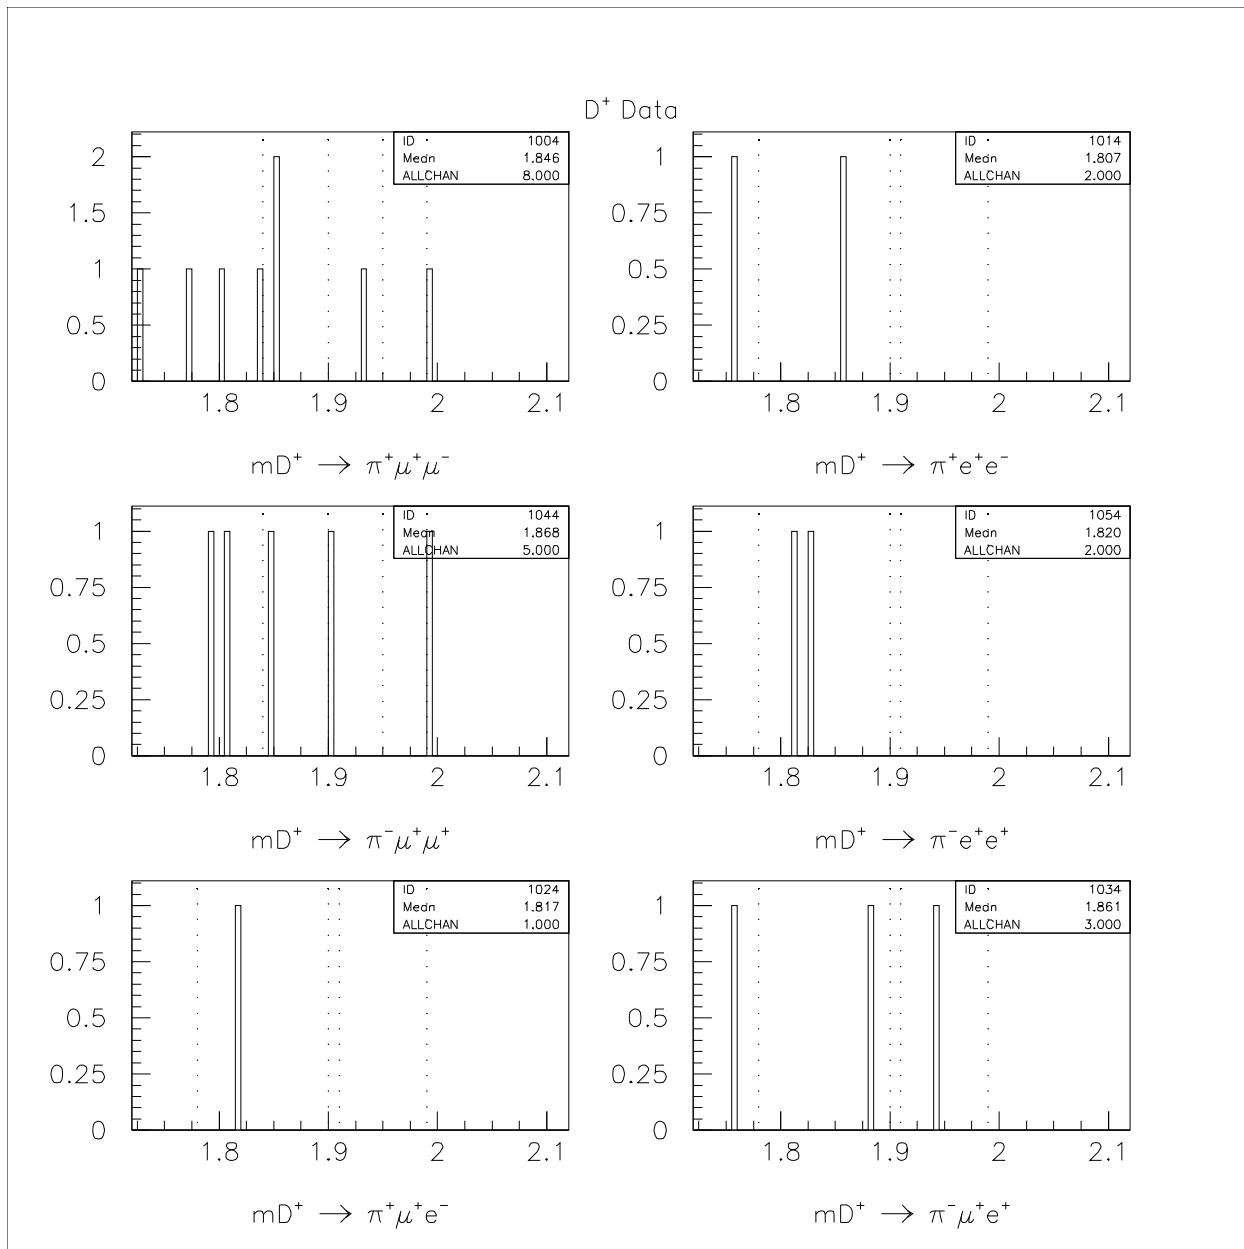 D⁺ Data
ID 1004
Mean 1.846
ALLCHAN 8.000
2
1.5
1
0.5
0
1.8 1.9 2 2.1
mD⁺ → π⁺μ⁺μ⁻
ID 1014
Mean 1.807
ALLCHAN 2.000
1
0.75
0.5
0.25
0
1.8 1.9 2 2.1
mD⁺ → π⁺e⁺e⁻
ID 1044
Mean 1.868
ALLCHAN 5.000
1
0.75
0.5
0.25
0
1.8 1.9 2 2.1
mD⁺ → π⁻μ⁺μ⁺
ID 1054
Mean 1.820
ALLCHAN 2.000
1
0.75
0.5
0.25
0
1.8 1.9 2 2.1
mD⁺ → π⁻e⁺e⁺
ID 1024
Mean 1.817
ALLCHAN 1.000
1
0.75
0.5
0.25
0
1.8 1.9 2 2.1
mD⁺ → π⁺μ⁺e⁻
ID 1034
Mean 1.861
ALLCHAN 3.000
1
0.75
0.5
0.25
0
1.8 1.9 2 2.1
mD⁺ → π⁻μ⁺e⁺